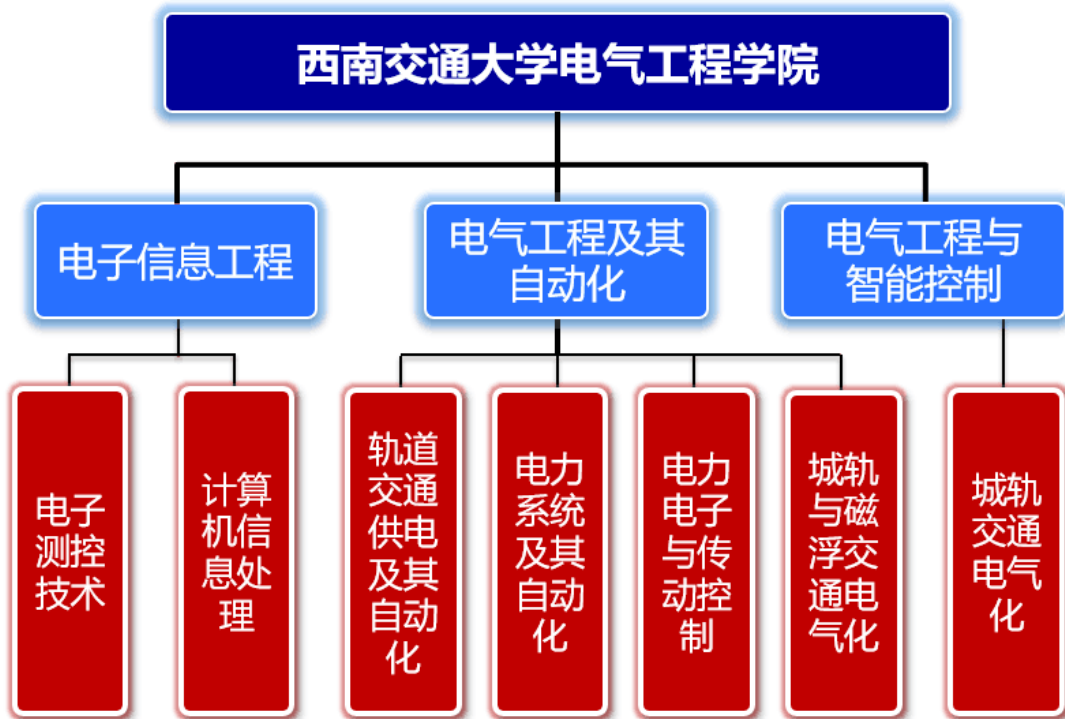 西南交通大学电气工程学院
电子信息工程
电气工程及其
自动化
电气工程与
智能控制
电子
测控
技术
计算
机信
息处
理
轨道
交通
供电
及其
自动
化
电力
系统
及其
自动
化
电力
电子
与传
动控
制
城轨
与磁
浮交
通电
气化
城轨
交通
电气
化